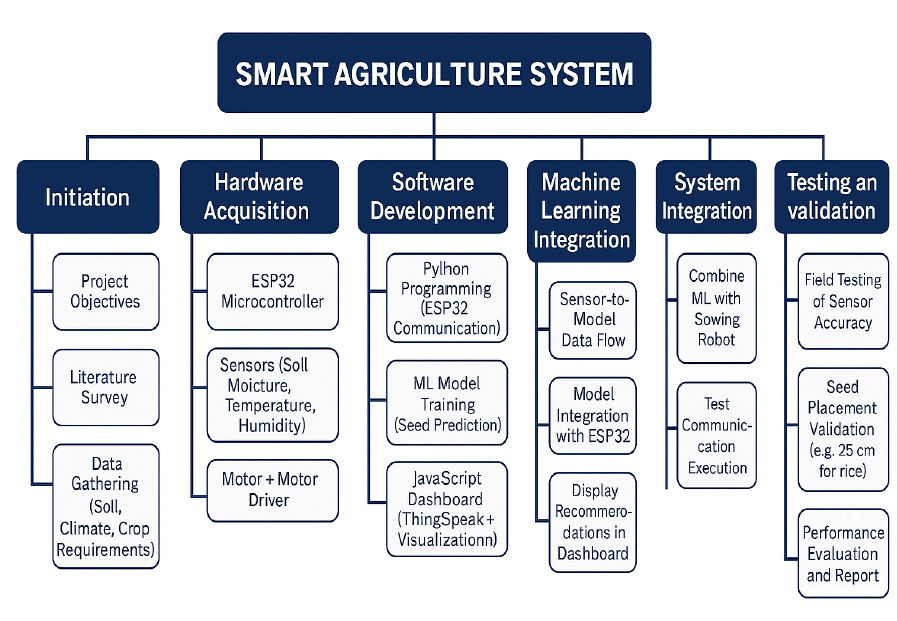 SMART AGRICULTURE SYSTEM
Initiation
Project
Objectives
Literature
Survey
Data
Gathering
(Soll,
Climate, Crop
Requirements)
Hardware
Acquisition
ESP32
Microcontroller
Sensors (Soll
Moicture,
Temperature,
Humidity)
Motor + Motor
Driver
Software
Development
Pylhon
Programming
(ESP32
Communication)
ML Model
Training
(Seed Prediction)
JavaScript
Dashboard
(ThingSpeak +
Visualizationn)
Machine
Learning
Integration
Sensor-to-
Model
Data Flow
Model
Integration
with ESP32
Display
Recommero-
dations in
Dashboard
System
Integration
Combine
ML with
Sowing
Robot
Test
Communic-
cation
Execution
Testing an
validation
Field Testing
of Sensor
Accuracy
Seed
Placement
Validation
(e.g. 25 cm
for rice)
Performance
Evaluation
and Report